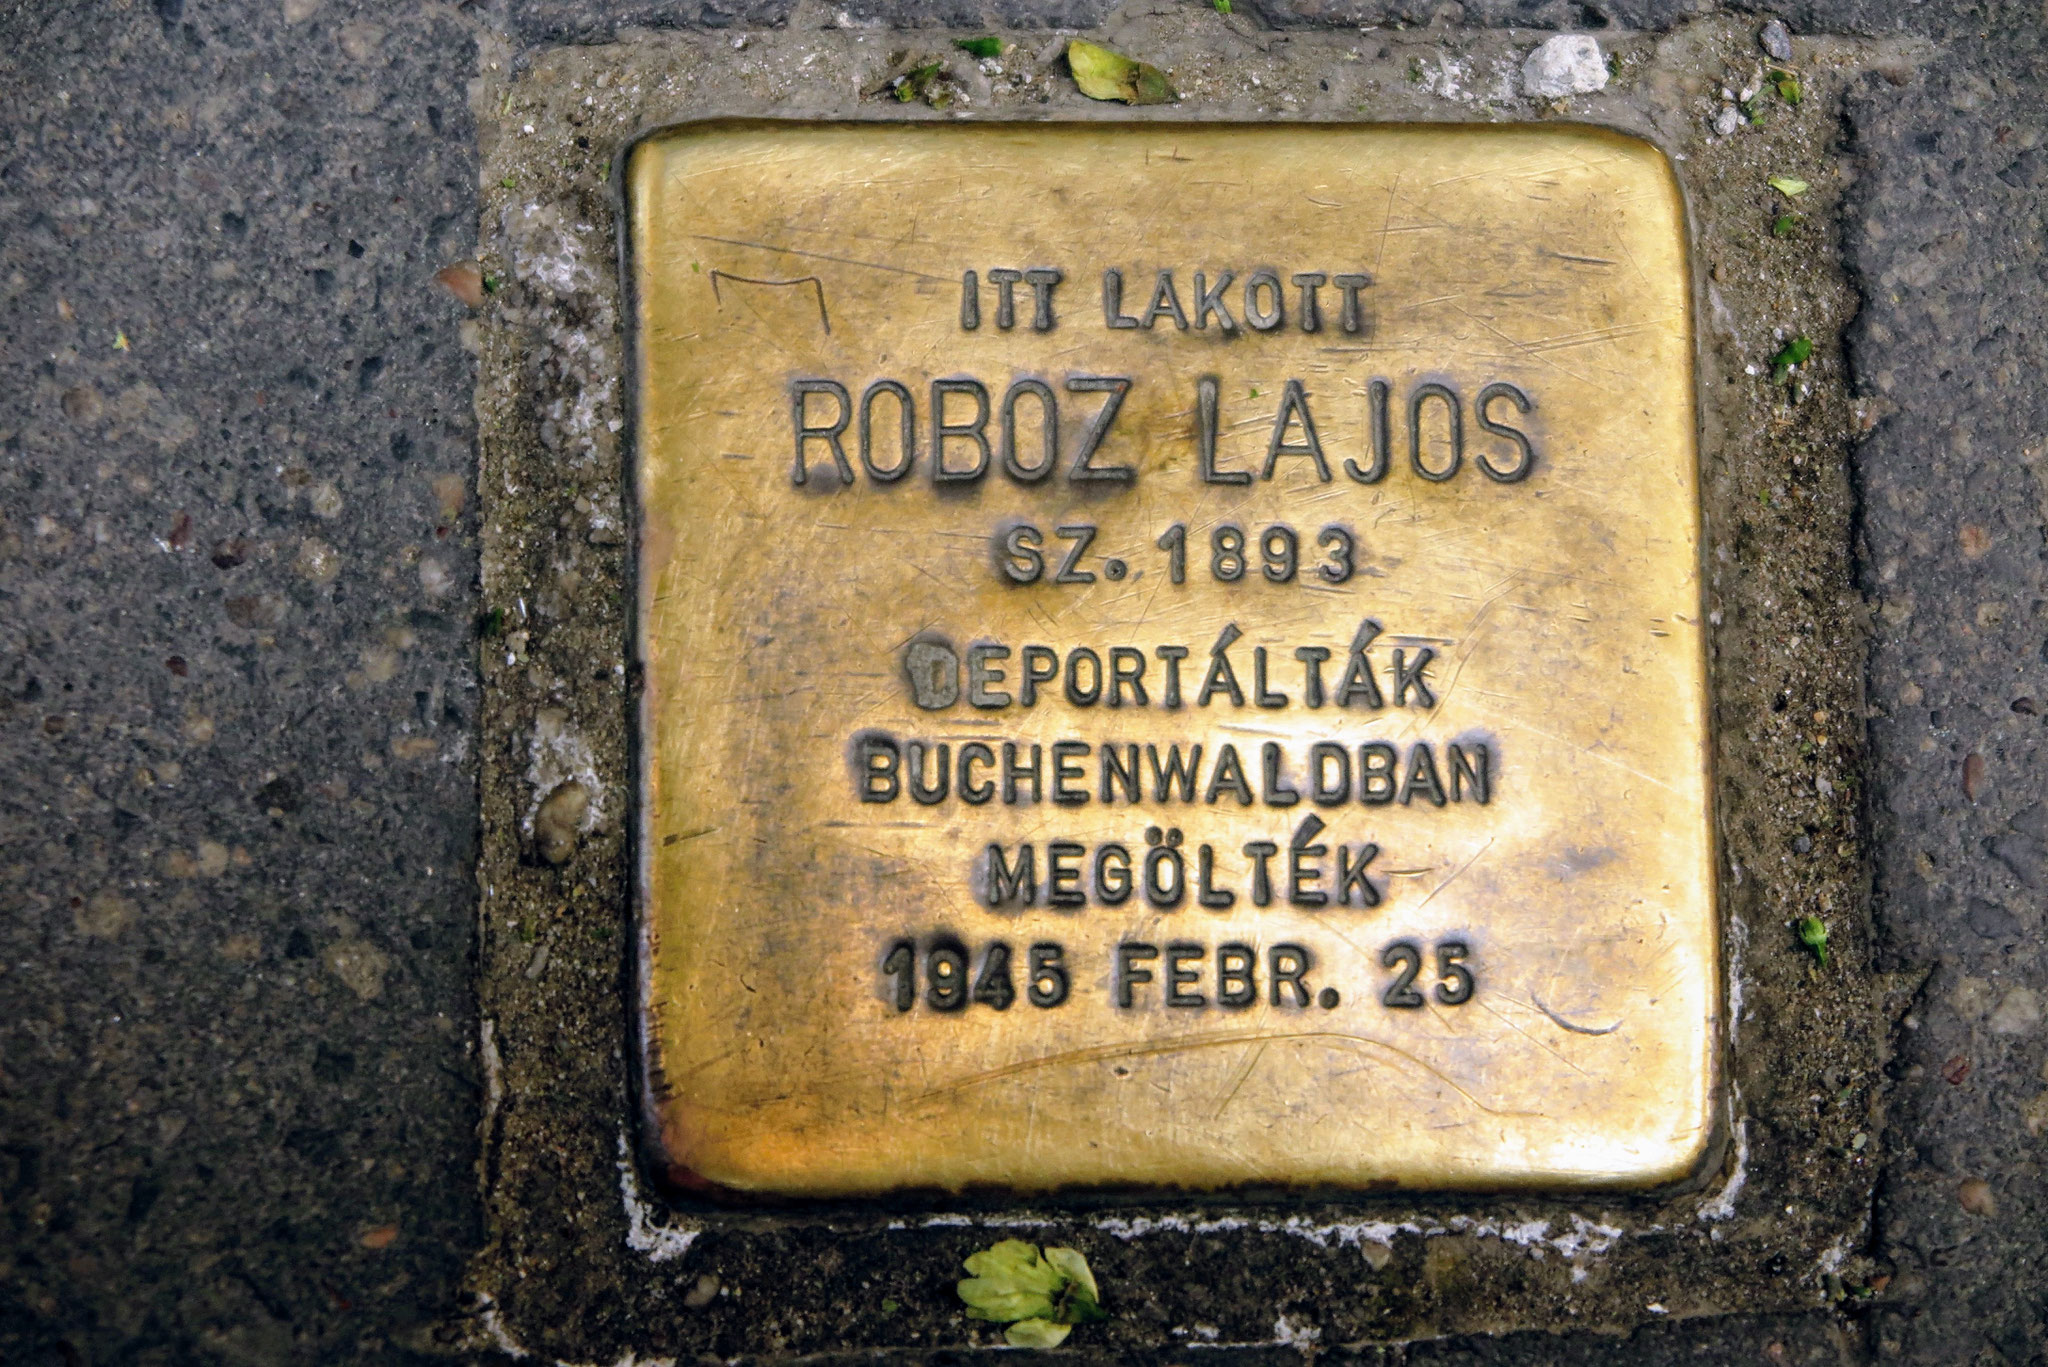 ITT LAKOTT
ROBOZ LAJOS
SZ. 1893
DEPORTÁLTÁK
BUCHENWALDBAN
MEGÖLTÉK
1945 FEBR. 25